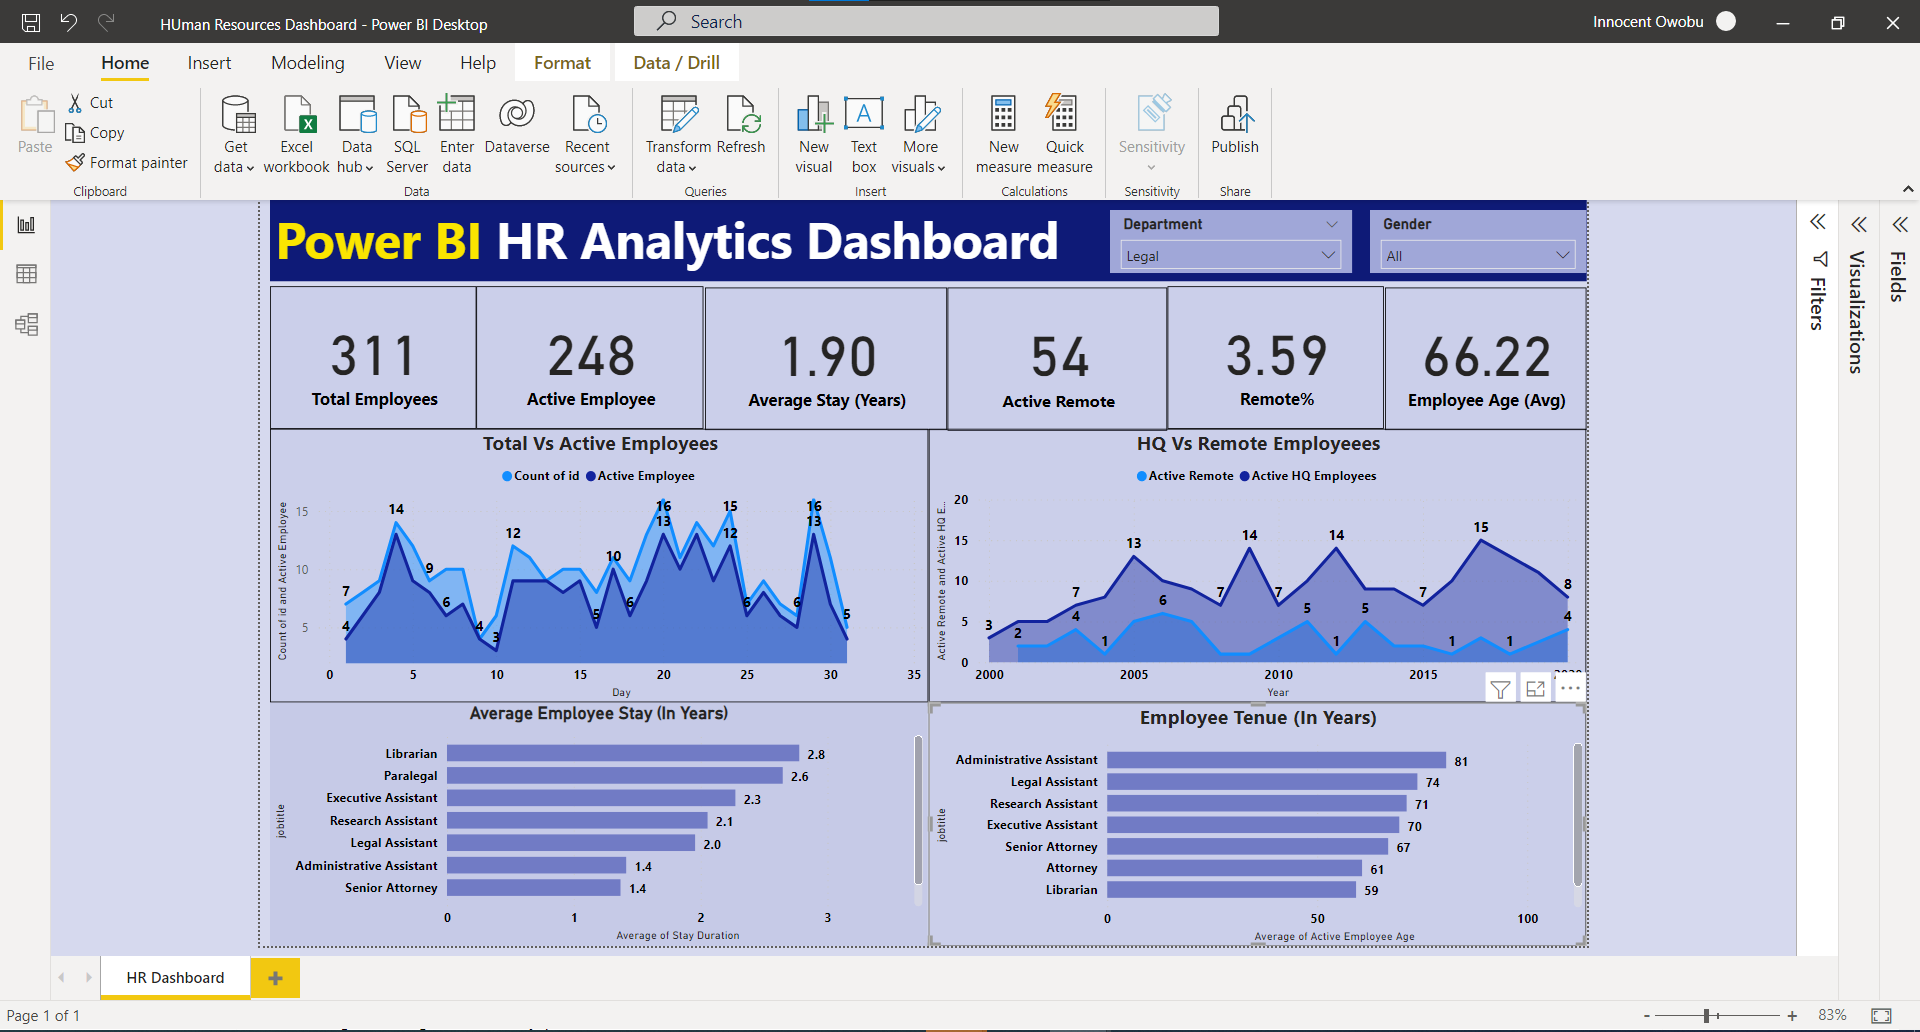 HUman Resources Dashboard - Power BI Desktop
Search
Innocent Owobu
File Home Insert Modeling View Help Format Data / Drill
Paste
Cut
Copy
Format painter
Clipboard
Get data
Excel workbook
Data hub
SQL Server
Enter data
Dataverse
Recent sources
Data
Transform data
Refresh
Queries
New visual
Text box
More visuals
Insert
New measure
Quick measure
Calculations
Sensitivity
Sensitivity
Publish
Share
Power BI HR Analytics Dashboard
Department
Legal
Gender
All
Filters
Visualizations
Fields
311
Total Employees
248
Active Employee
1.90
Average Stay (Years)
54
Active Remote
3.59
Remote%
66.22
Employee Age (Avg)
Total Vs Active Employees
Count of id Active Employee
Count of id and Active Employee
15
10
5
7 4 14 9 6 4 3 12 5 10 6 16 13 15 12 6 6 16 13 5
0 5 10 15 20 25 30 35
Day
HQ Vs Remote Employeees
Active Remote Active HQ Employees
Active Remote and Active HQ E...
20
15
10
5
0
3 2 7 4 1 13 6 7 14 7 5 14 1 5 7 1 15 1 8 4
2000 2005 2010 2015 2020
Year
Average Employee Stay (In Years)
jobtitle
Librarian 2.8
Paralegal 2.6
Executive Assistant 2.3
Research Assistant 2.1
Legal Assistant 2.0
Administrative Assistant 1.4
Senior Attorney 1.4
0 1 2 3
Average of Stay Duration
Employee Tenue (In Years)
jobtitle
Administrative Assistant 81
Legal Assistant 74
Research Assistant 71
Executive Assistant 70
Senior Attorney 67
Attorney 61
Librarian 59
0 50 100
Average of Active Employee Age
HR Dashboard
Page 1 of 1
83%